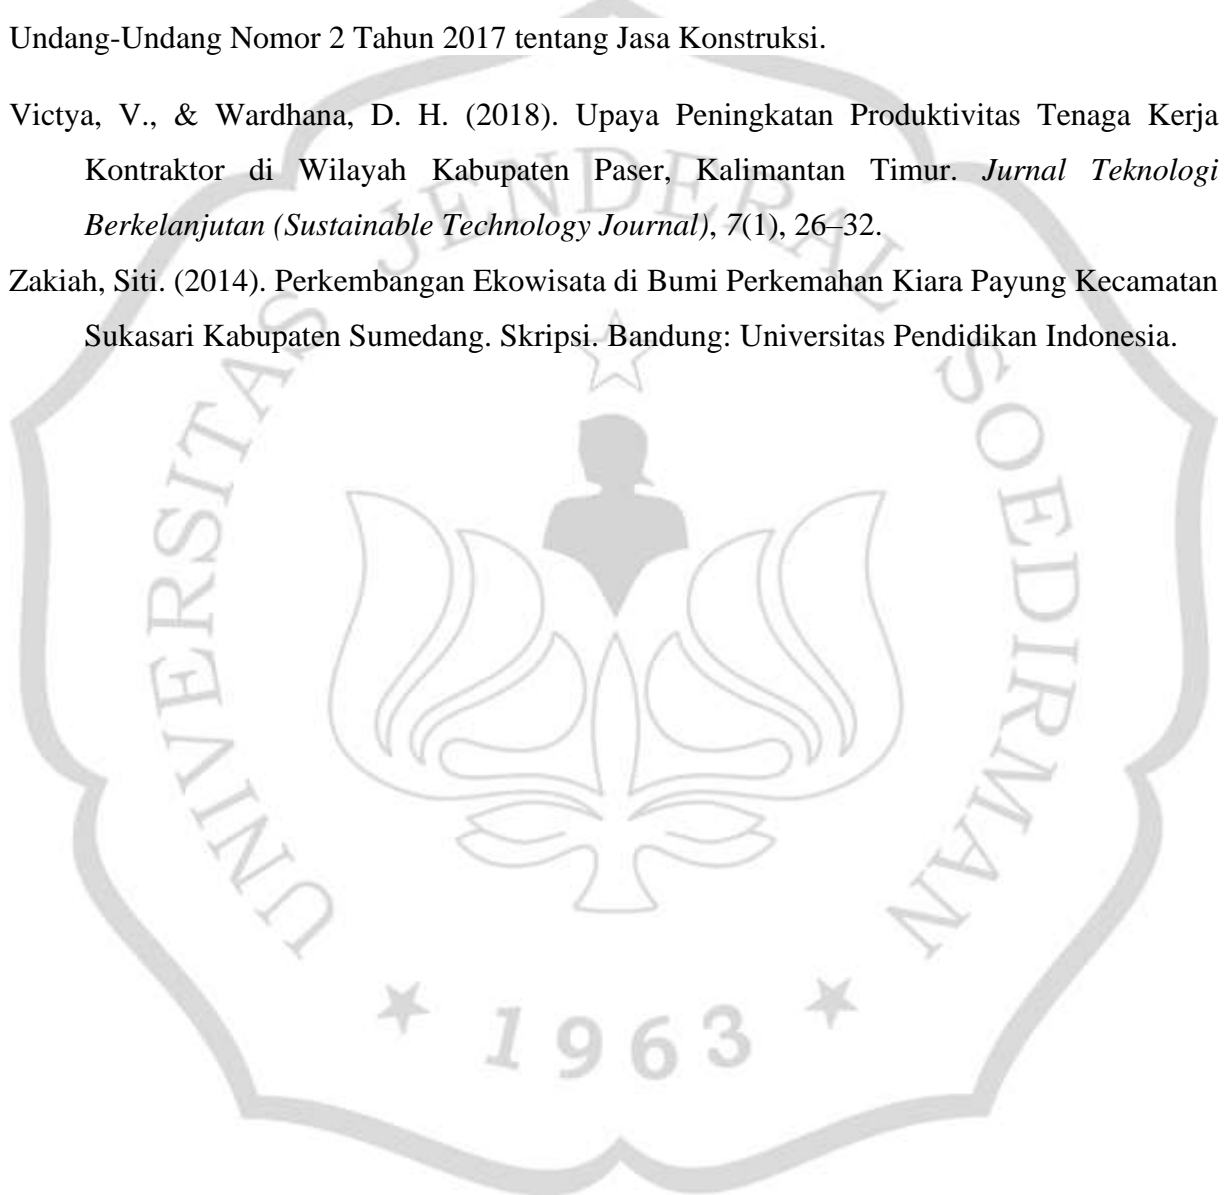 Undang-Undang Nomor 2 Tahun 2017 tentang Jasa Konstruksi.
Victya, V., & Wardhana, D. H. (2018). Upaya Peningkatan Produktivitas Tenaga Kerja
Kontraktor di Wilayah Kabupaten Paser, Kalimantan Timur. Jurnal Teknologi
Berkelanjutan (Sustainable Technology Journal), 7(1), 26–32.
Zakiah, Siti. (2014). Perkembangan Ekowisata di Bumi Perkemahan Kiara Payung Kecamatan
Sukasari Kabupaten Sumedang. Skripsi. Bandung: Universitas Pendidikan Indonesia.
UNIVERSITAS JENDERAL SOEDIRMAN
1963